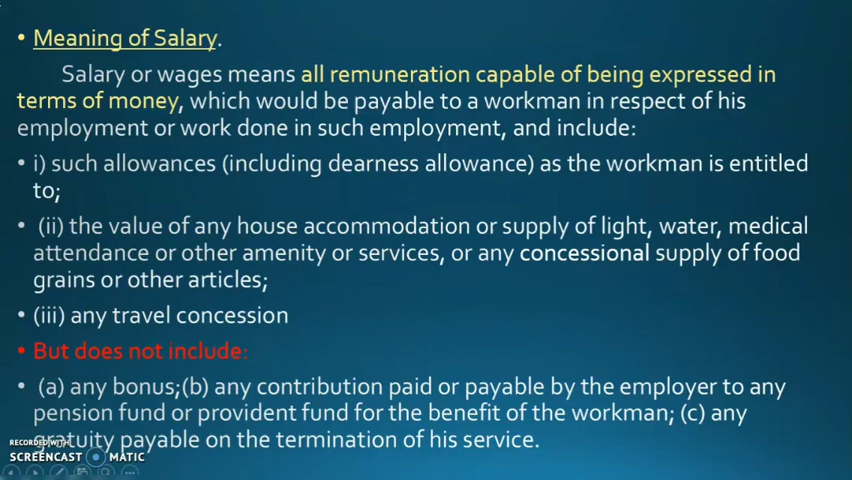 • Meaning of Salary.
Salary or wages means all remuneration capable of being expressed in
terms of money, which would be payable to a workman in respect of his
employment or work done in such employment, and include:
• i) such allowances (including dearness allowance) as the workman is entitled
to;
• (ii) the value of any house accommodation or supply of light, water, medical
attendance or other amenity or services, or any concessional supply of food
grains or other articles;
• (iii) any travel concession
• But does not include:
• (a) any bonus;(b) any contribution paid or payable by the employer to any
pension fund or provident fund for the benefit of the workman; (c) any
gratuity payable on the termination of his service.
RECORDED WITH
SCREENCAST MATIC